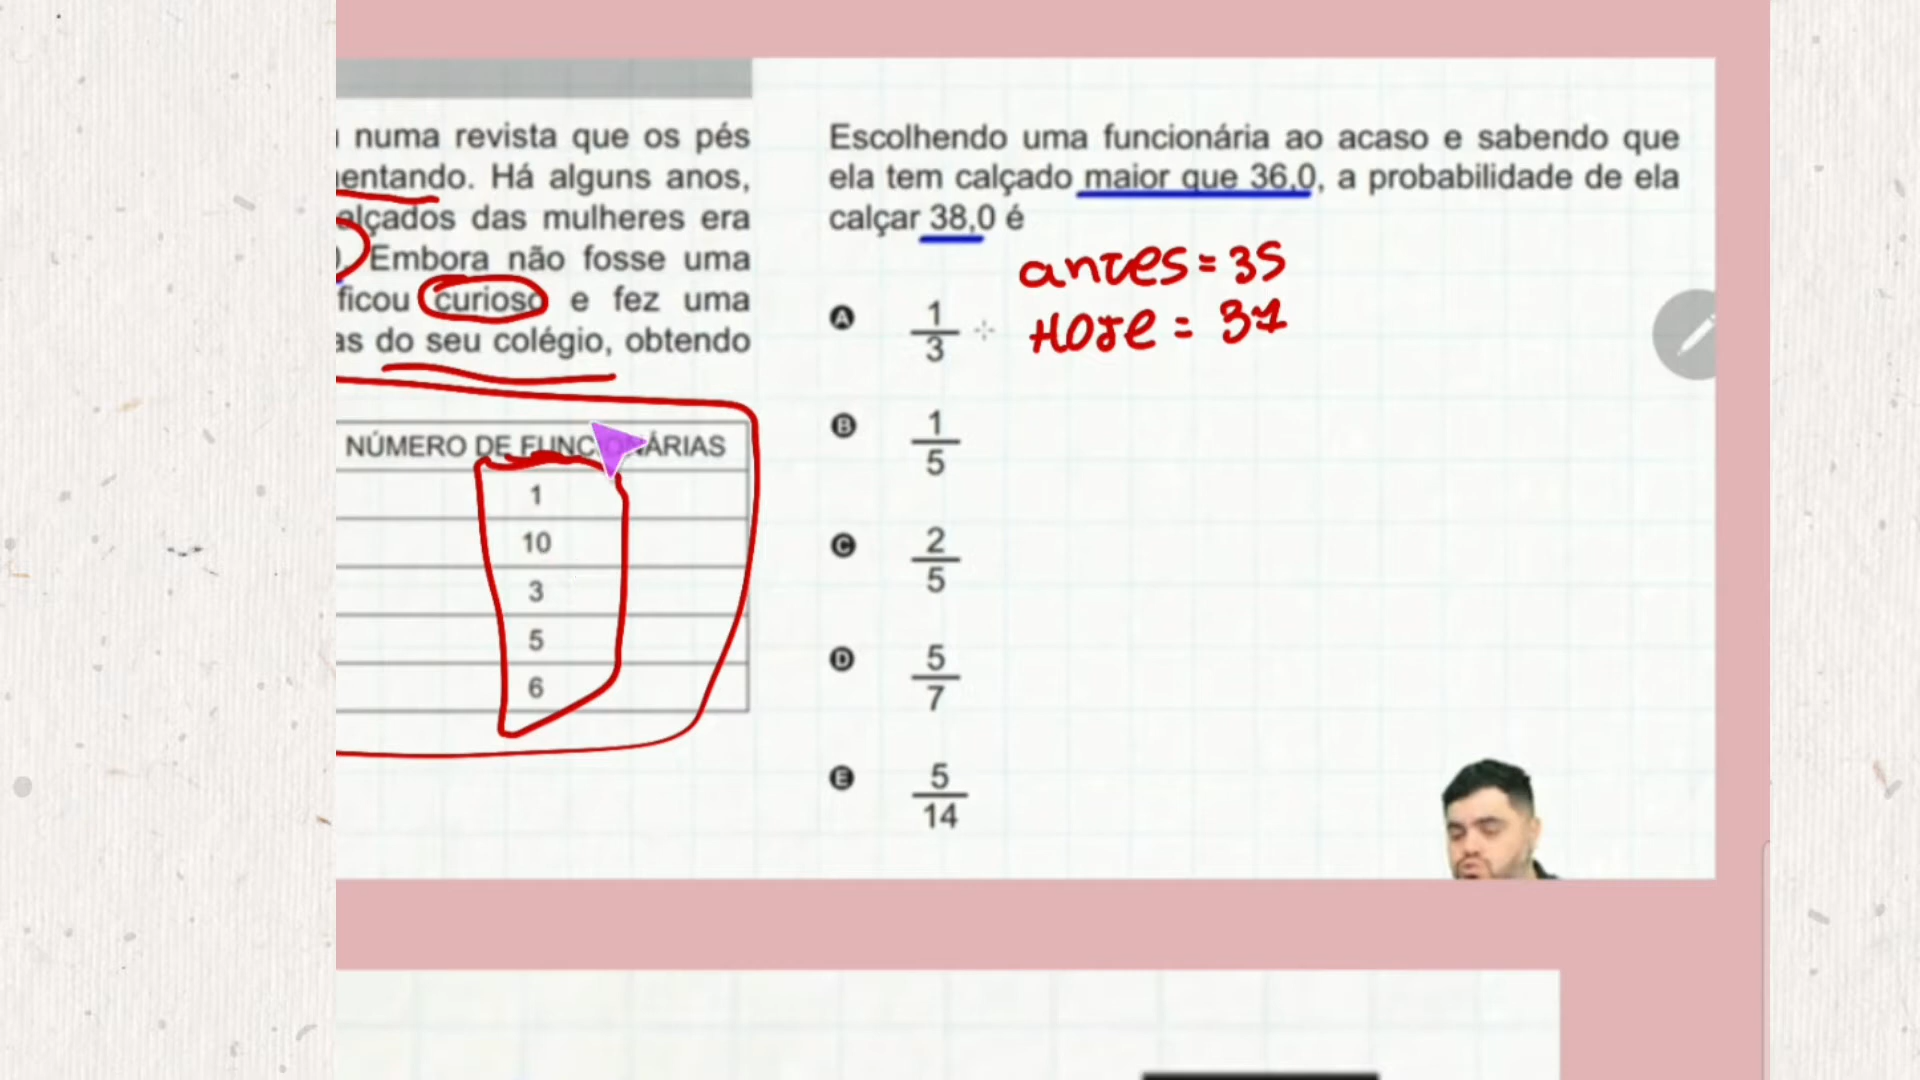 numa revista que os pés
entando. Há alguns anos,
alçados das mulheres era
Embora não fosse uma
ficou curioso e fez uma
as do seu colégio, obtendo
NÚMERO DE FUNCIONÁRIAS
1
10
3
5
6
Escolhendo uma funcionária ao acaso e sabendo que
ela tem calçado maior que 36,0, a probabilidade de ela
calçar 38,0 é
antes = 35
HOJE = 37
A 1/3
B 1/5
C 2/5
D 5/7
E 5/14